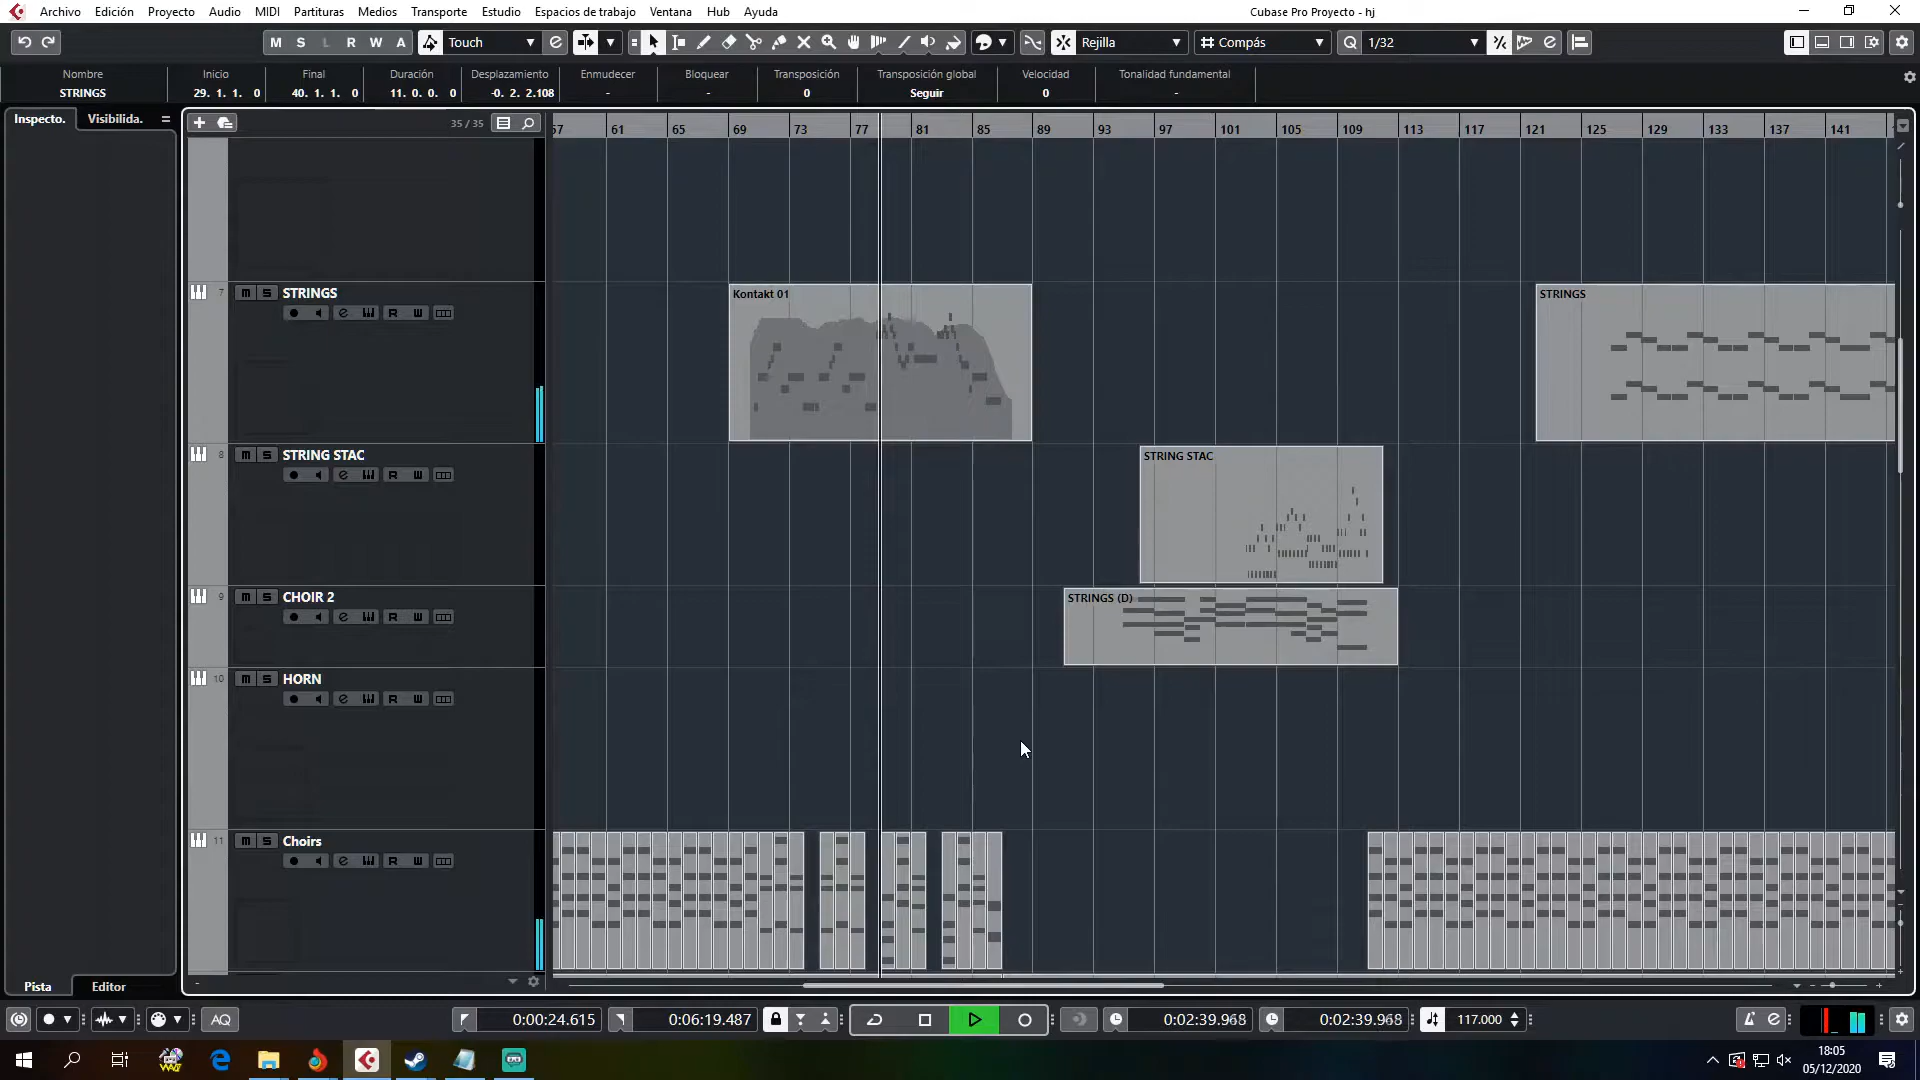 Archivo Edición Proyecto Audio MIDI Partituras Medios Transporte Estudio Espacios de trabajo Ventana Hub Ayuda Cubase Pro Proyecto - hj
M S L R W A Touch Rejilla Compás Q 1/32
Nombre Inicio Final Duración Desplazamiento Enmudecer Bloquear Transposición Transposición global Velocidad Tonalidad fundamental
STRINGS 29. 1. 1. 0 40. 1. 1. 0 11. 0. 0. 0 -0. 2. 2.108 - - 0 Seguir 0 -
Inspecto. Visibilida. 35 / 35
57 61 65 69 73 77 81 85 89 93 97 101 105 109 113 117 121 125 129 133 137 141
7 m S STRINGS Kontakt 01 STRINGS
R W
8 m S STRING STAC STRING STAC
R W
9 m S CHOIR 2 STRINGS (D)
R W
10 m S HORN
R W
11 m S Choirs
R W
Pista Editor
AQ 0:00:24.615 0:06:19.487 0:02:39.968 0:02:39.968 117.000
18:05
05/12/2020